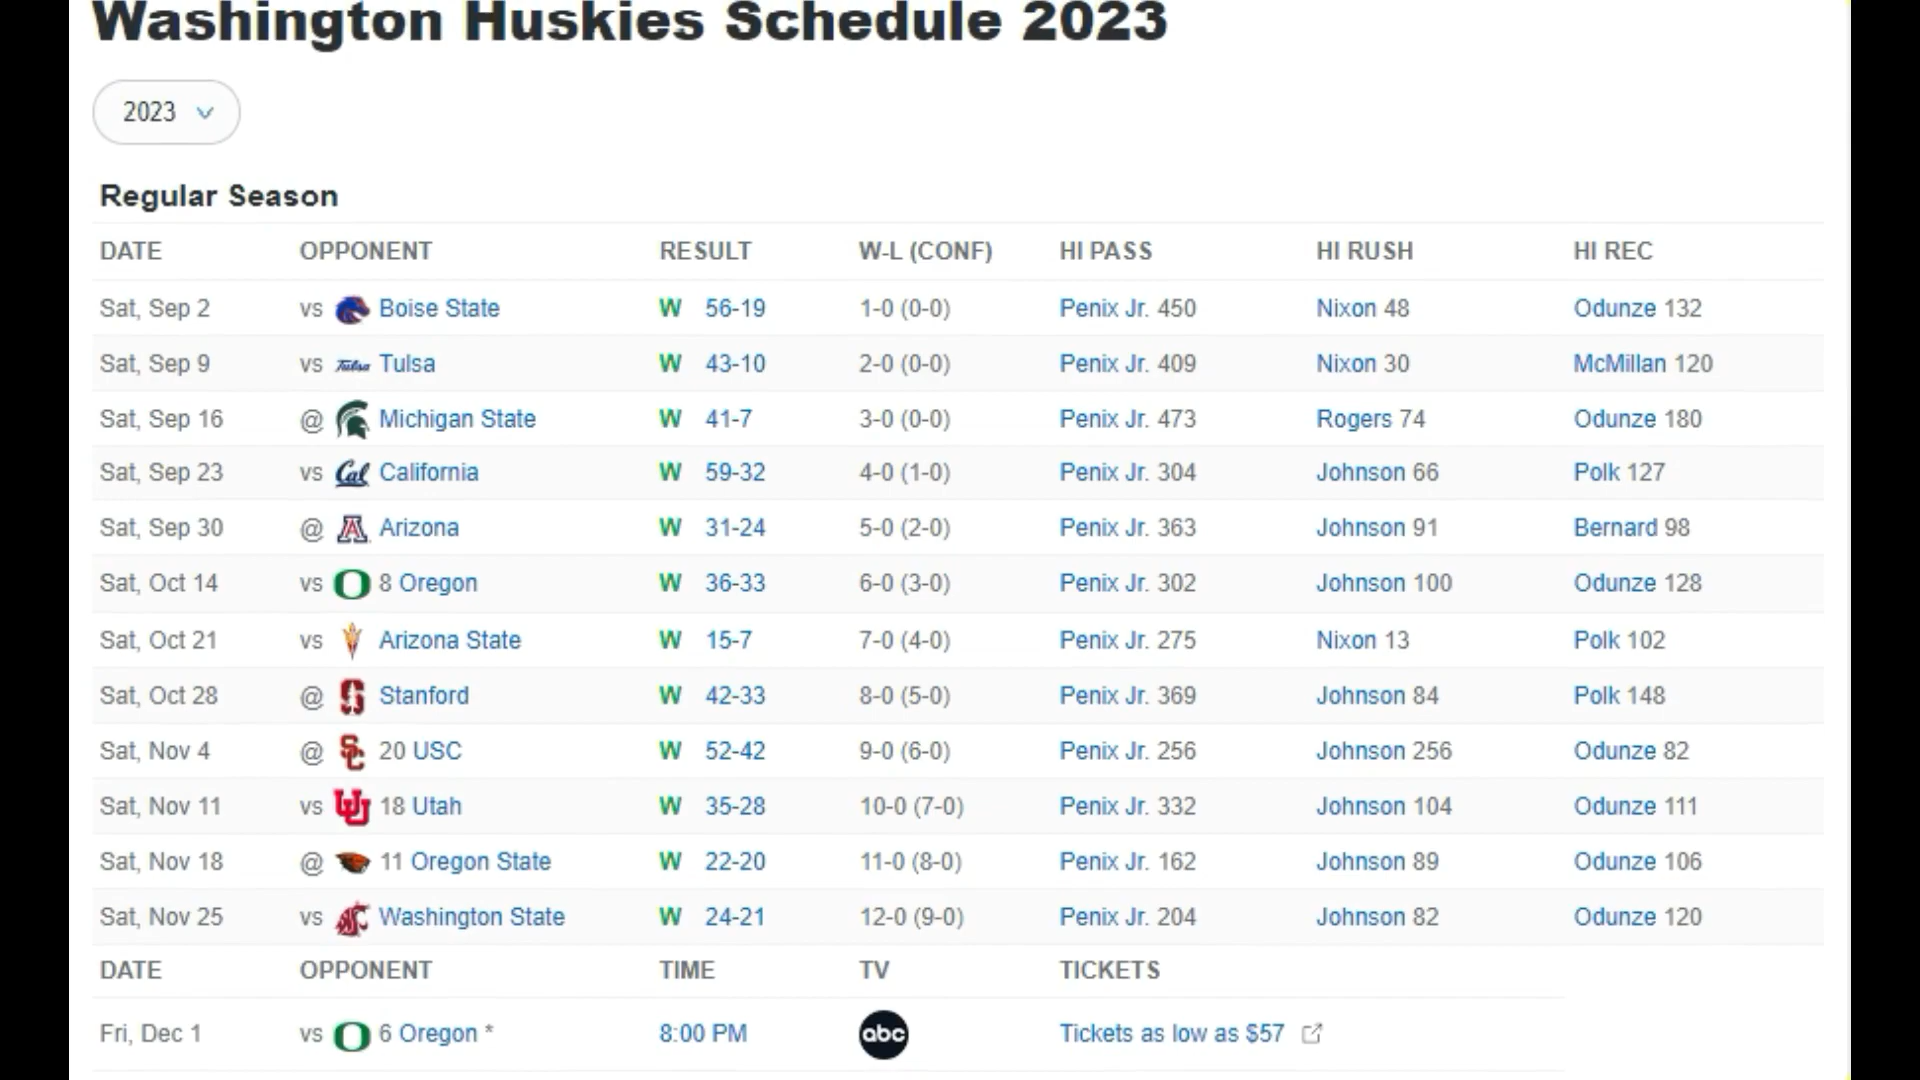 Washington Huskies Schedule 2023
2023
Regular Season
DATE OPPONENT RESULT W-L (CONF) HI PASS HI RUSH HI REC
Sat, Sep 2 vs Boise State W 56-19 1-0 (0-0) Penix Jr. 450 Nixon 48 Odunze 132
Sat, Sep 9 vs Tulsa Tulsa W 43-10 2-0 (0-0) Penix Jr. 409 Nixon 30 McMillan 120
Sat, Sep 16 @ Michigan State W 41-7 3-0 (0-0) Penix Jr. 473 Rogers 74 Odunze 180
Sat, Sep 23 vs Cal California W 59-32 4-0 (1-0) Penix Jr. 304 Johnson 66 Polk 127
Sat, Sep 30 @ A Arizona W 31-24 5-0 (2-0) Penix Jr. 363 Johnson 91 Bernard 98
Sat, Oct 14 vs O 8 Oregon W 36-33 6-0 (3-0) Penix Jr. 302 Johnson 100 Odunze 128
Sat, Oct 21 vs Arizona State W 15-7 7-0 (4-0) Penix Jr. 275 Nixon 13 Polk 102
Sat, Oct 28 @ S Stanford W 42-33 8-0 (5-0) Penix Jr. 369 Johnson 84 Polk 148
Sat, Nov 4 @ SC 20 USC W 52-42 9-0 (6-0) Penix Jr. 256 Johnson 256 Odunze 82
Sat, Nov 11 vs UU 18 Utah W 35-28 10-0 (7-0) Penix Jr. 332 Johnson 104 Odunze 111
Sat, Nov 18 @ 11 Oregon State W 22-20 11-0 (8-0) Penix Jr. 162 Johnson 89 Odunze 106
Sat, Nov 25 vs Washington State W 24-21 12-0 (9-0) Penix Jr. 204 Johnson 82 Odunze 120
DATE OPPONENT TIME TV TICKETS
Fri, Dec 1 vs O 6 Oregon * 8:00 PM abc Tickets as low as $57